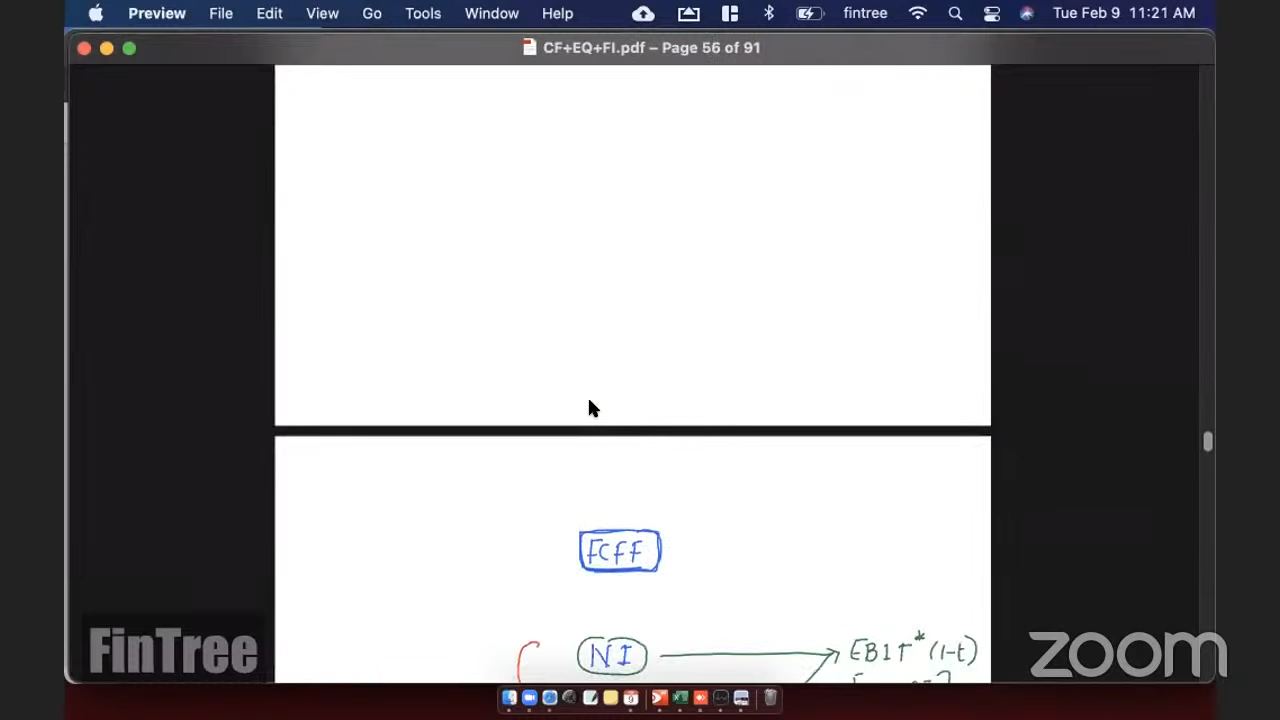 Preview File Edit View Go Tools Window Help fintree Tue Feb 9 11:21 AM
CF+EQ+FI.pdf – Page 56 of 91
FCFF
NI EBIT*(1-t)
FinTree
zoom